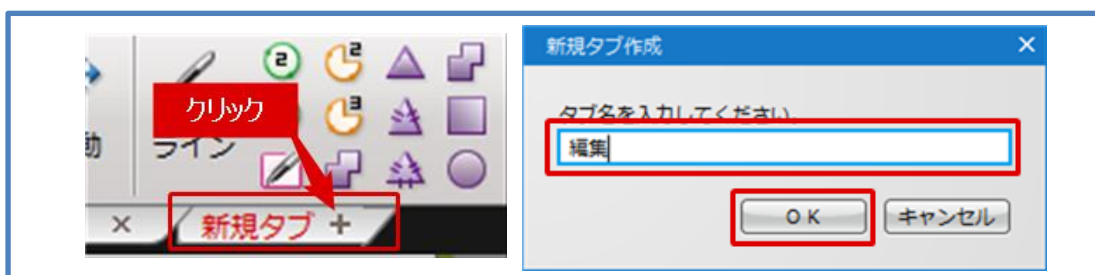 クリック
動
ライン
× 新規タブ +
新規タブ作成 ×
タブ名を入力してください。
編集
OK キャンセル